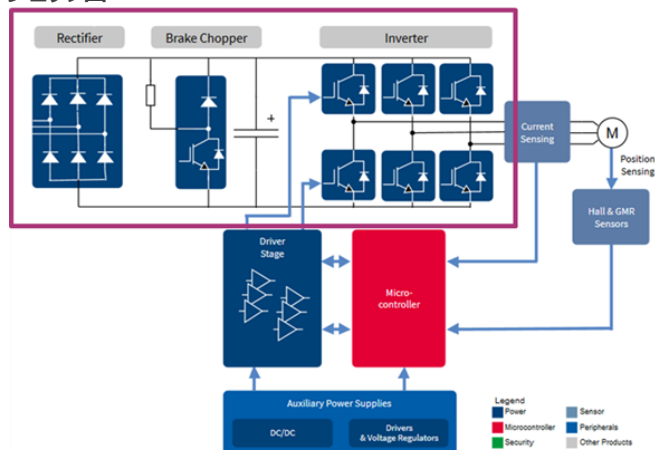 Rectifier
Brake Chopper
Inverter
+
Current
Sensing
M
Position
Sensing
Hall & GMR
Sensors
Driver
Stage
Micro-
controller
Auxiliary Power Supplies
DC/DC
Drivers
& Voltage Regulators
Legend
Power
Sensor
Microcontroller
Peripherals
Security
Other Products